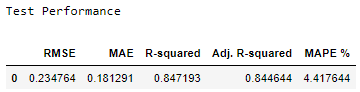 Test Performance
RMSE MAE R-squared Adj. R-squared MAPE %
0 0.234764 0.181291 0.847193 0.844644 4.417644